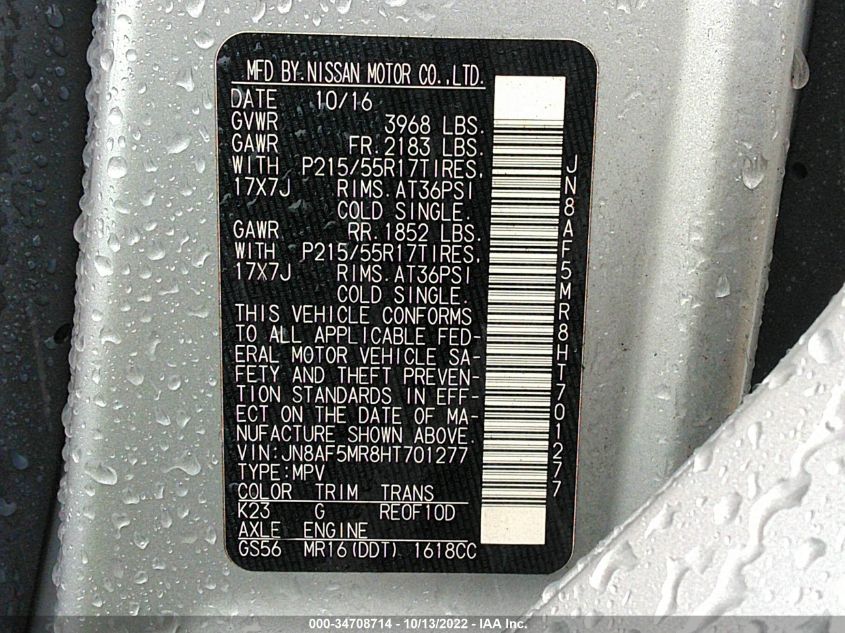 MFD BY NISSAN MOTOR CO.,LTD.
DATE 10/16
GVWR 3968 LBS.
GAWR FR. 2183 LBS.
WITH P215/55R17TIRES,
17X7J RIMS. AT36PSI
COLD SINGLE.
GAWR RR. 1852 LBS.
WITH P215/55R17TIRES,
17X7J RIMS. AT36PSI
COLD SINGLE.
THIS VEHICLE CONFORMS
TO ALL APPLICABLE FED-
ERAL MOTOR VEHICLE SA-
FETY AND THEFT PREVEN-
TION STANDARDS IN EFF-
ECT ON THE DATE OF MA-
NUFACTURE SHOWN ABOVE.
VIN:JN8AF5MR8HT701277
TYPE:MPV
COLOR TRIM TRANS
K23 G RE0F10D
AXLE ENGINE
GS56 MR16(DDT) 1618CC
JN8AF5MR8HT701277
000-34708714 - 10/13/2022 - IAA Inc.